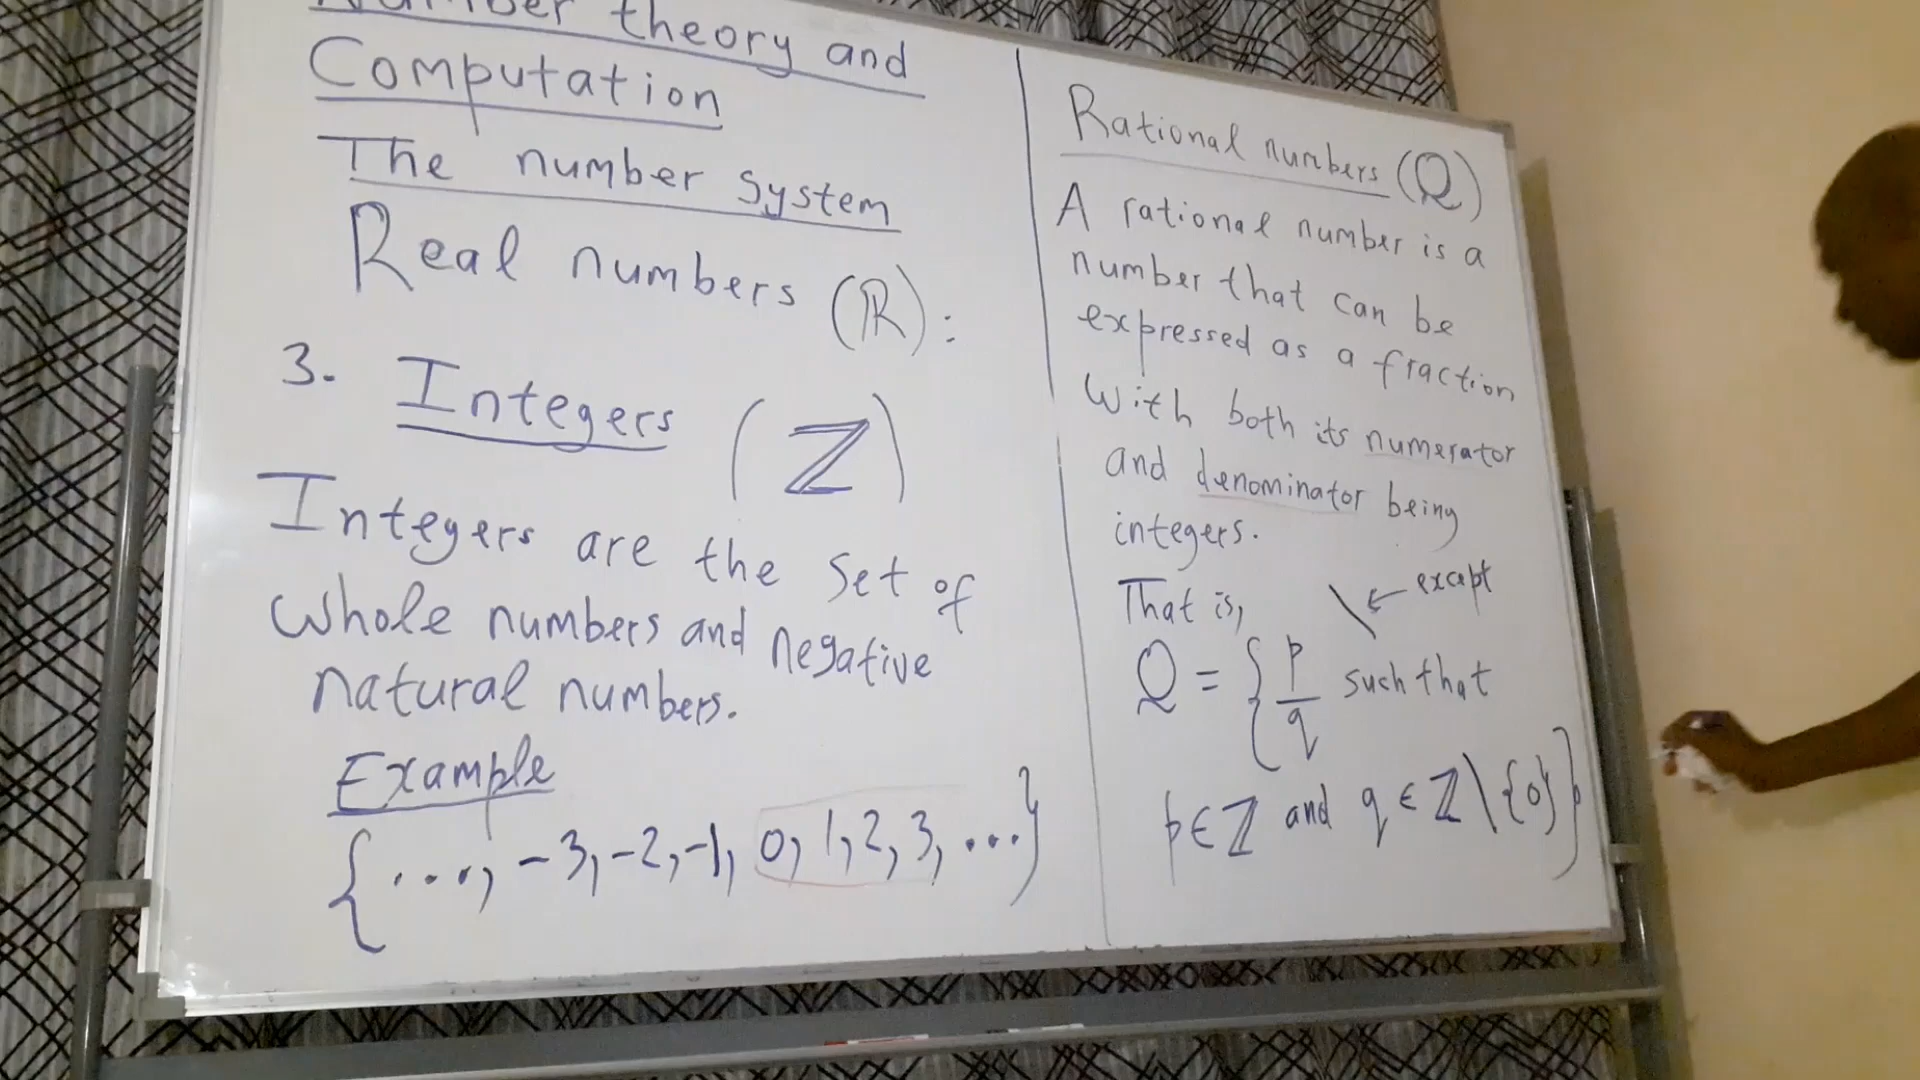 Number theory and
Computation
The number system
Real numbers (ℝ):
3. Integers (ℤ)
Integers are the set of
whole numbers and negative
natural numbers.
Example
{..., -3, -2, -1, 0, 1, 2, 3, ...}
Rational numbers (Q)
A rational number is a
number that can be
expressed as a fraction
with both its numerator
and denominator being
integers.
That is, \ ← except
Q = {p/q such that
p∈ℤ and q∈ℤ\{0}}